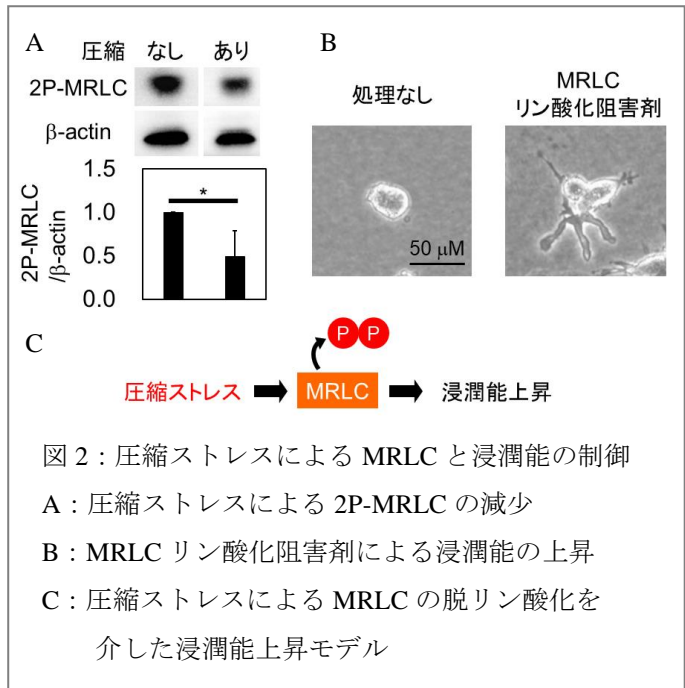 A
圧縮 なし あり
2P-MRLC
β-actin
2P-MRLC
/β-actin
1.5
1.0
0.5
0.0
*
B
処理なし
MRLC
リン酸化阻害剤
50 μM
C
P P
圧縮ストレス MRLC 浸潤能上昇
図 2：圧縮ストレスによる MRLC と浸潤能の制御
A：圧縮ストレスによる 2P-MRLC の減少
B：MRLC リン酸化阻害剤による浸潤能の上昇
C：圧縮ストレスによる MRLC の脱リン酸化を
介した浸潤能上昇モデル